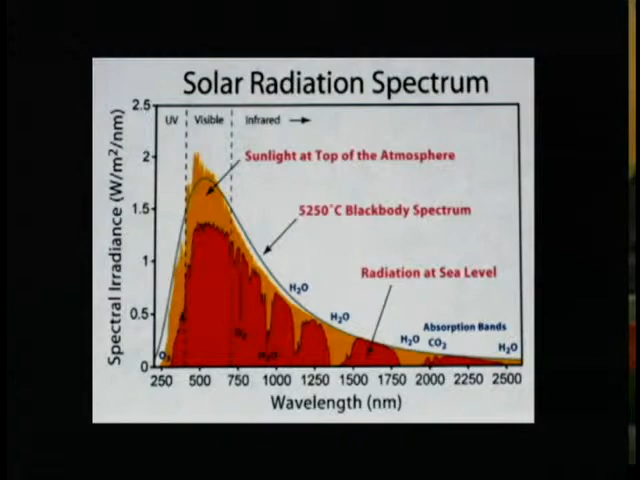 Solar Radiation Spectrum
UV
Visible
Infrared
Sunlight at Top of the Atmosphere
5250°C Blackbody Spectrum
Radiation at Sea Level
H₂O
H₂O
H₂O
Absorption Bands
CO₂
H₂O
O₂
H₂O
Spectral Irradiance (W/m²/nm)
2.5
2
1.5
1
0.5
0
250 500 750 1000 1250 1500 1750 2000 2250 2500
Wavelength (nm)